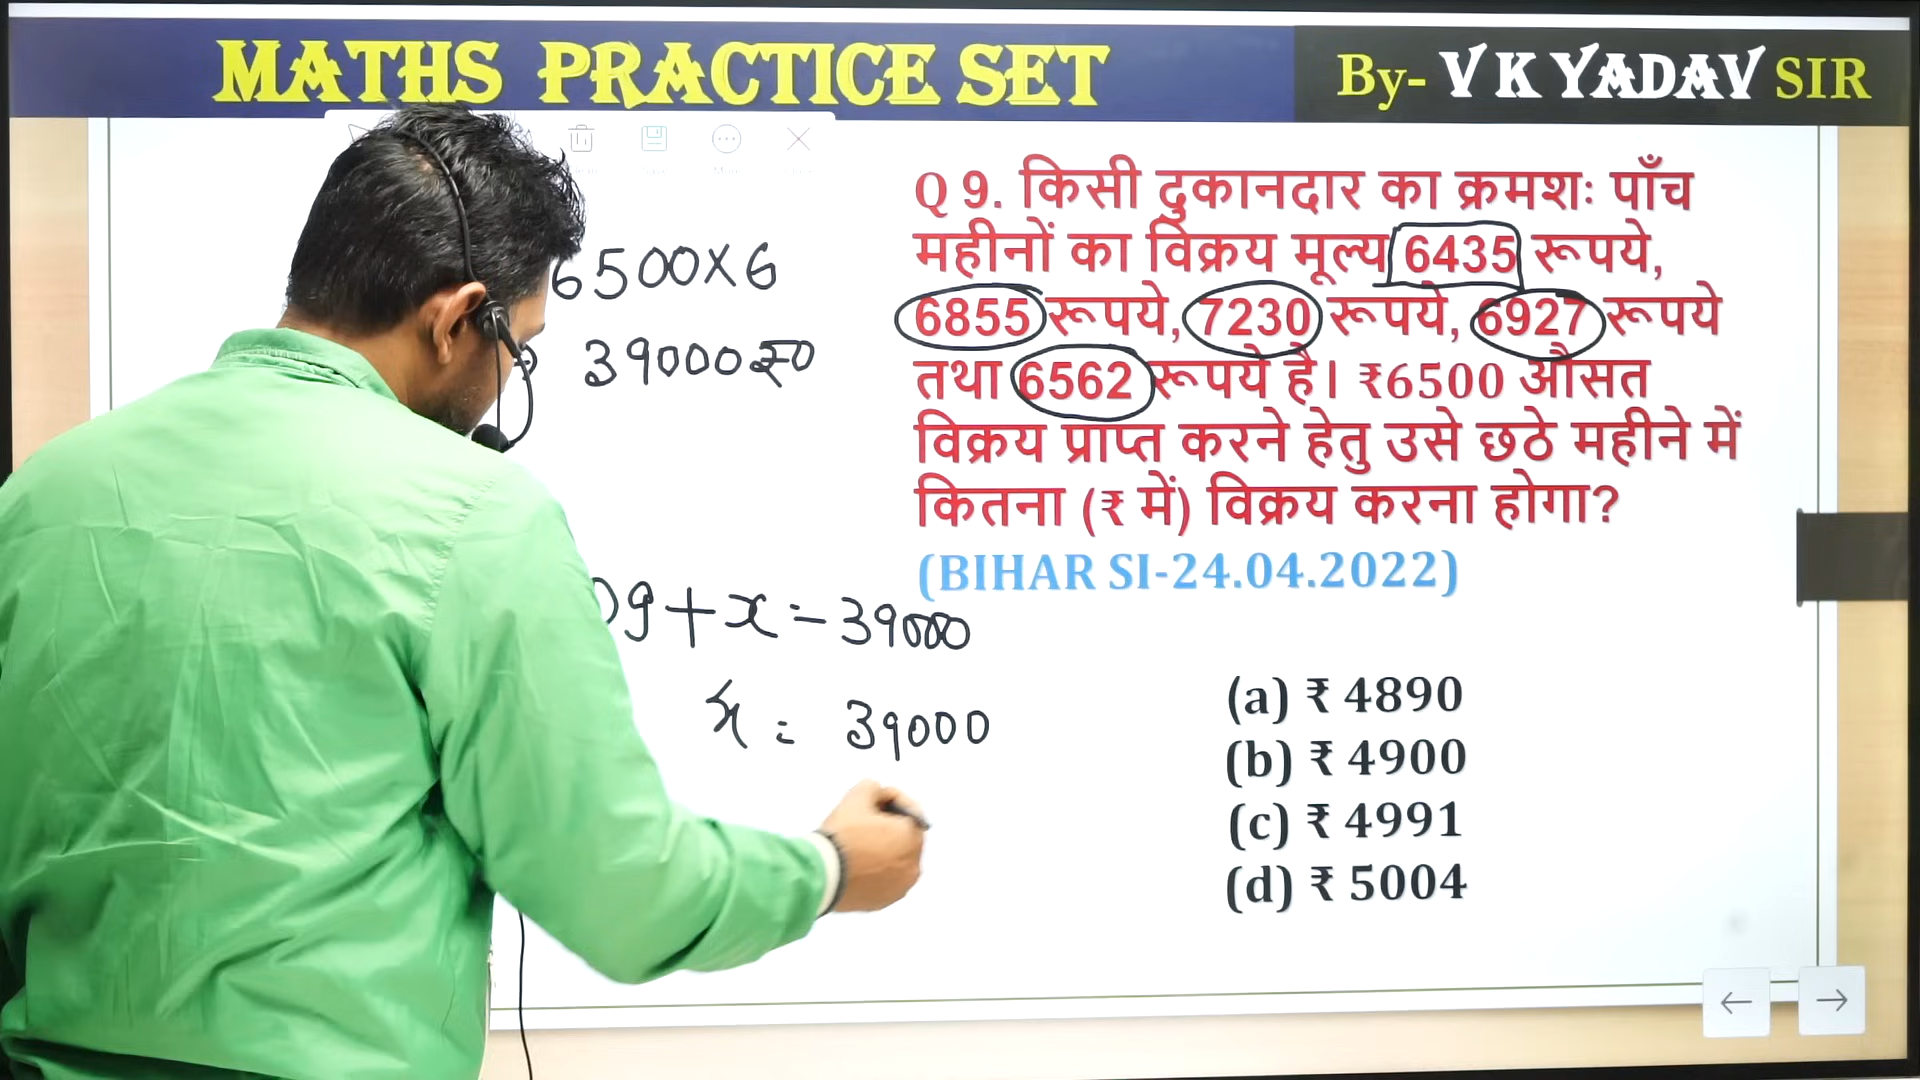 MATHS PRACTICE SET
By- V K YADAV SIR
Q 9. किसी दुकानदार का क्रमशः पाँच
महीनों का विक्रय मूल्य 6435 रूपये,
6855 रूपये, 7230 रूपये, 6927 रूपये
तथा 6562 रूपये है। ₹6500 औसत
विक्रय प्राप्त करने हेतु उसे छठे महीने में
कितना (₹ में) विक्रय करना होगा?
(BIHAR SI-24.04.2022)
(a) ₹ 4890
(b) ₹ 4900
(c) ₹ 4991
(d) ₹ 5004
6500×6
39000रू0
09+x=39000
x = 39000